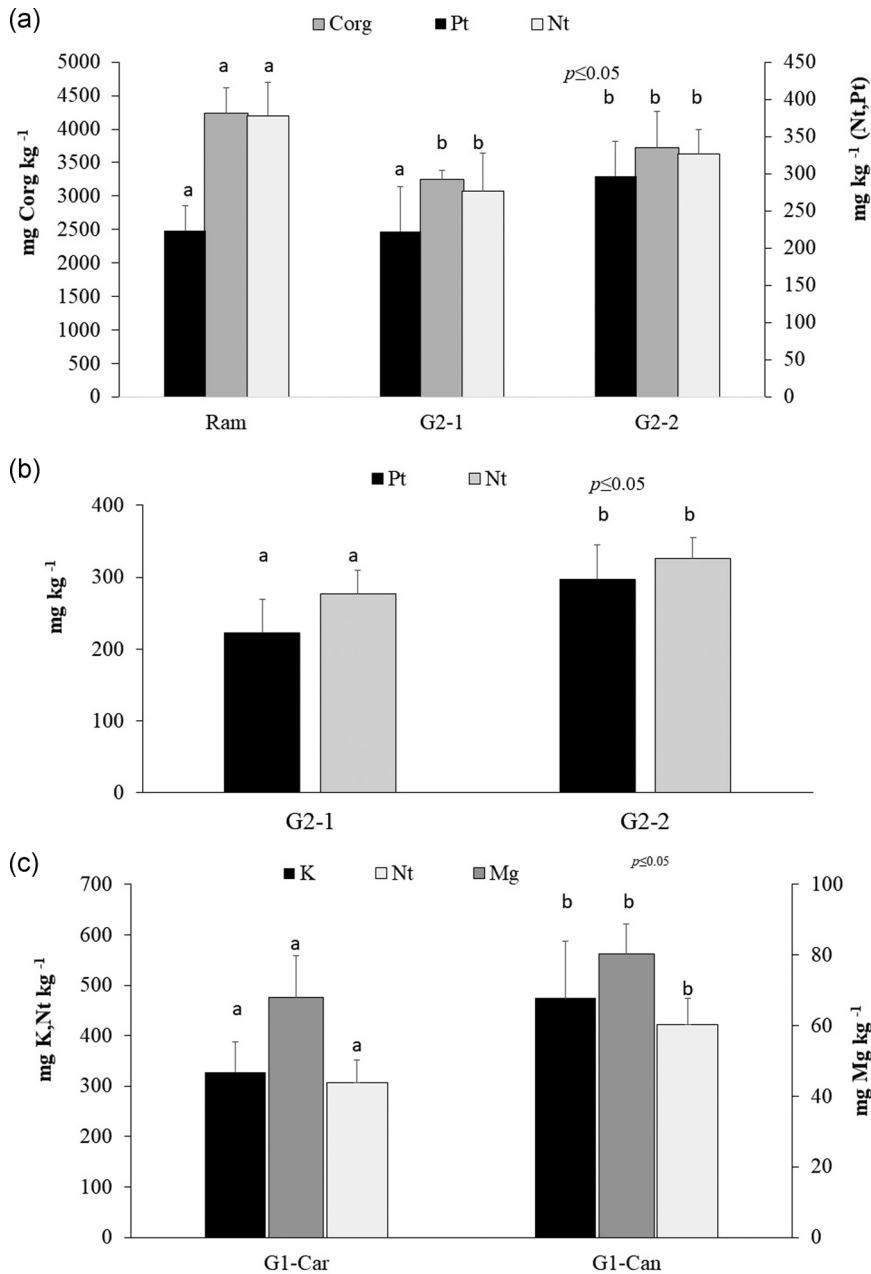 (a)
Corg Pt Nt
mg Corg kg -1
5000
4500
4000
3500
3000
2500
2000
1500
1000
500
0
a a a
a b b
p≤0.05
b b b
450
400
350
300
250
200
150
100
50
0
mg kg -1 (Nt,Pt)
Ram G2-1 G2-2
(b)
Pt Nt
p≤0.05
mg kg -1
400
300
200
100
0
a a
b b
G2-1 G2-2
(c)
K Nt Mg
p≤0.05
mg K,Nt kg -1
700
600
500
400
300
200
100
0
a a a
b b b
100
80
60
40
20
0
mg Mg kg -1
G1-Car G1-Can